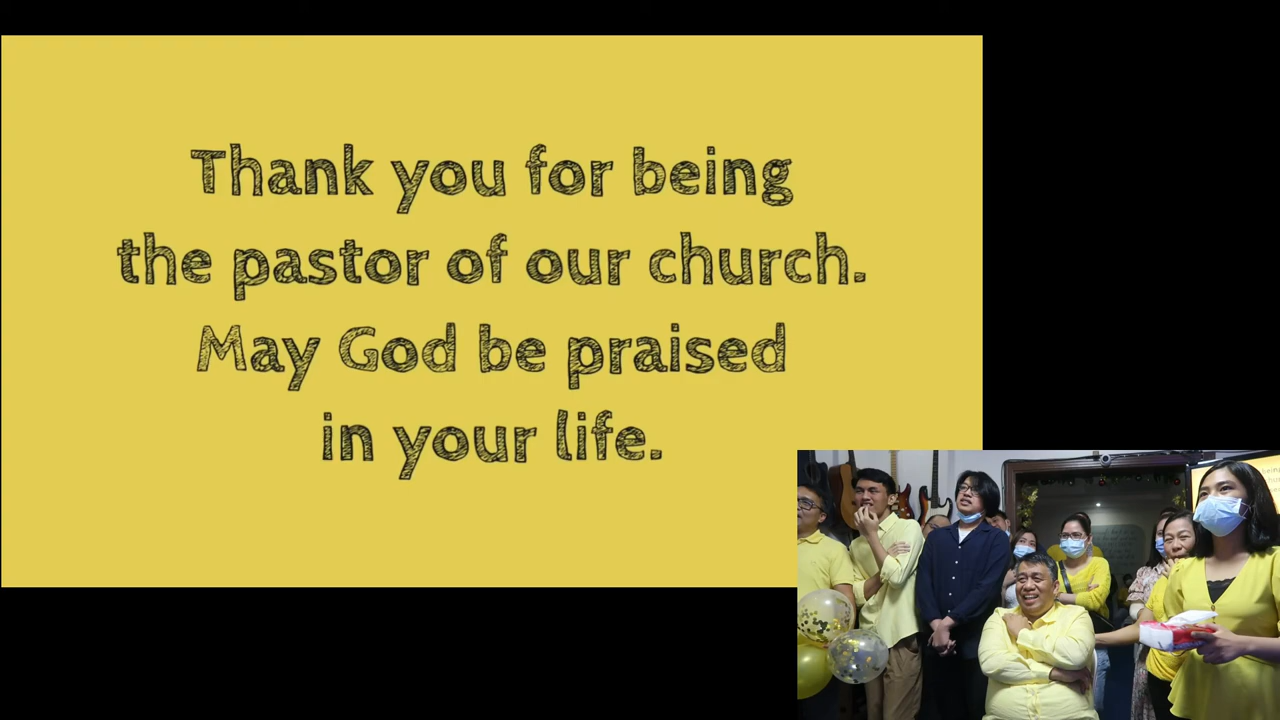 Thank you for being
the pastor of our church.
May God be praised
in your life.